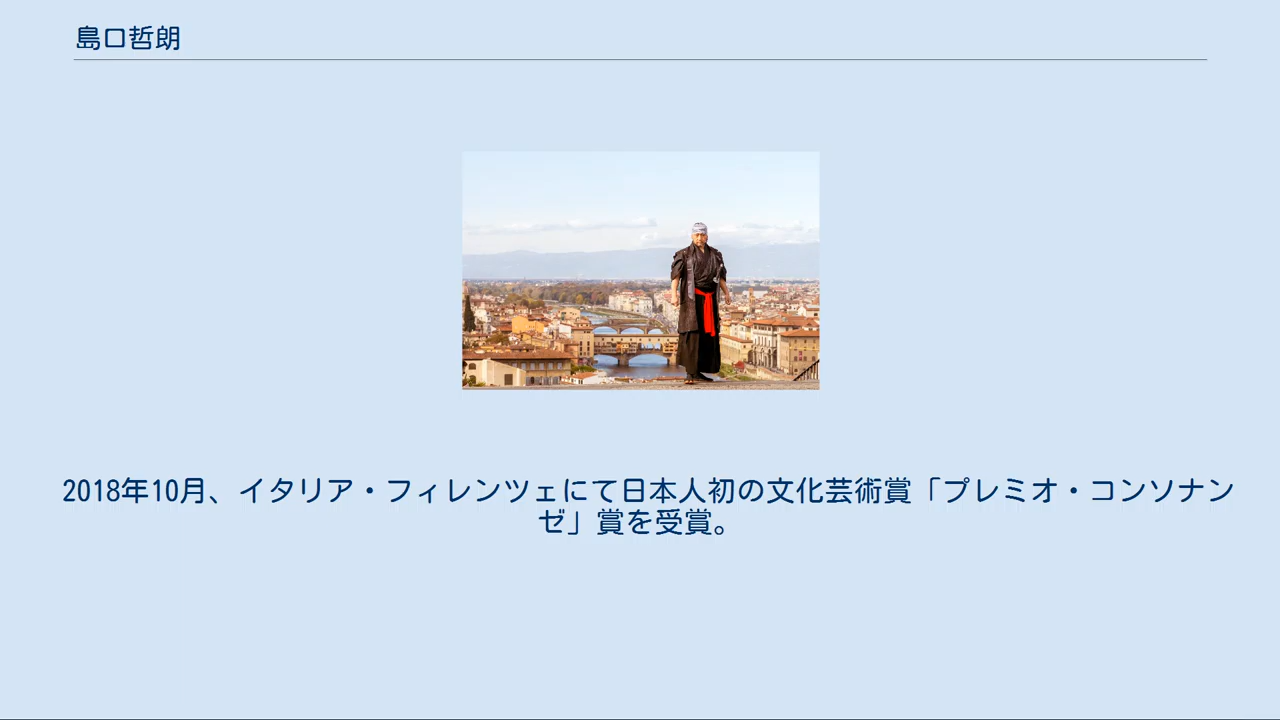 島口哲朗
2018年10月、イタリア・フィレンツェにて日本人初の文化芸術賞「プレミオ・コンソナン
ゼ」賞を受賞。